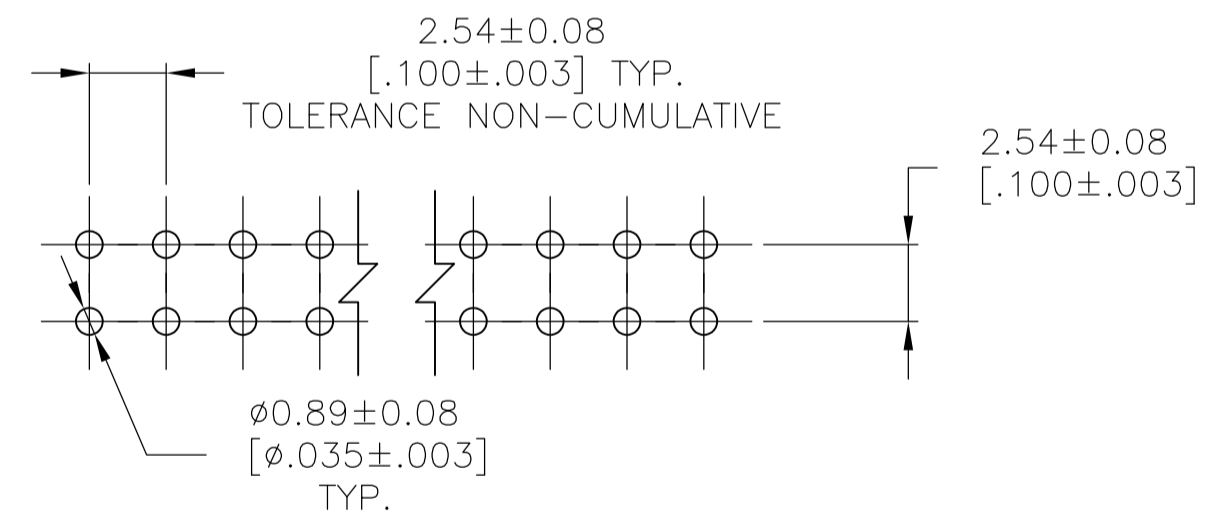 2.54±0.08
[.100±.003] TYP.
TOLERANCE NON-CUMULATIVE
2.54±0.08
[.100±.003]
⌀0.89±0.08
[⌀.035±.003]
TYP.